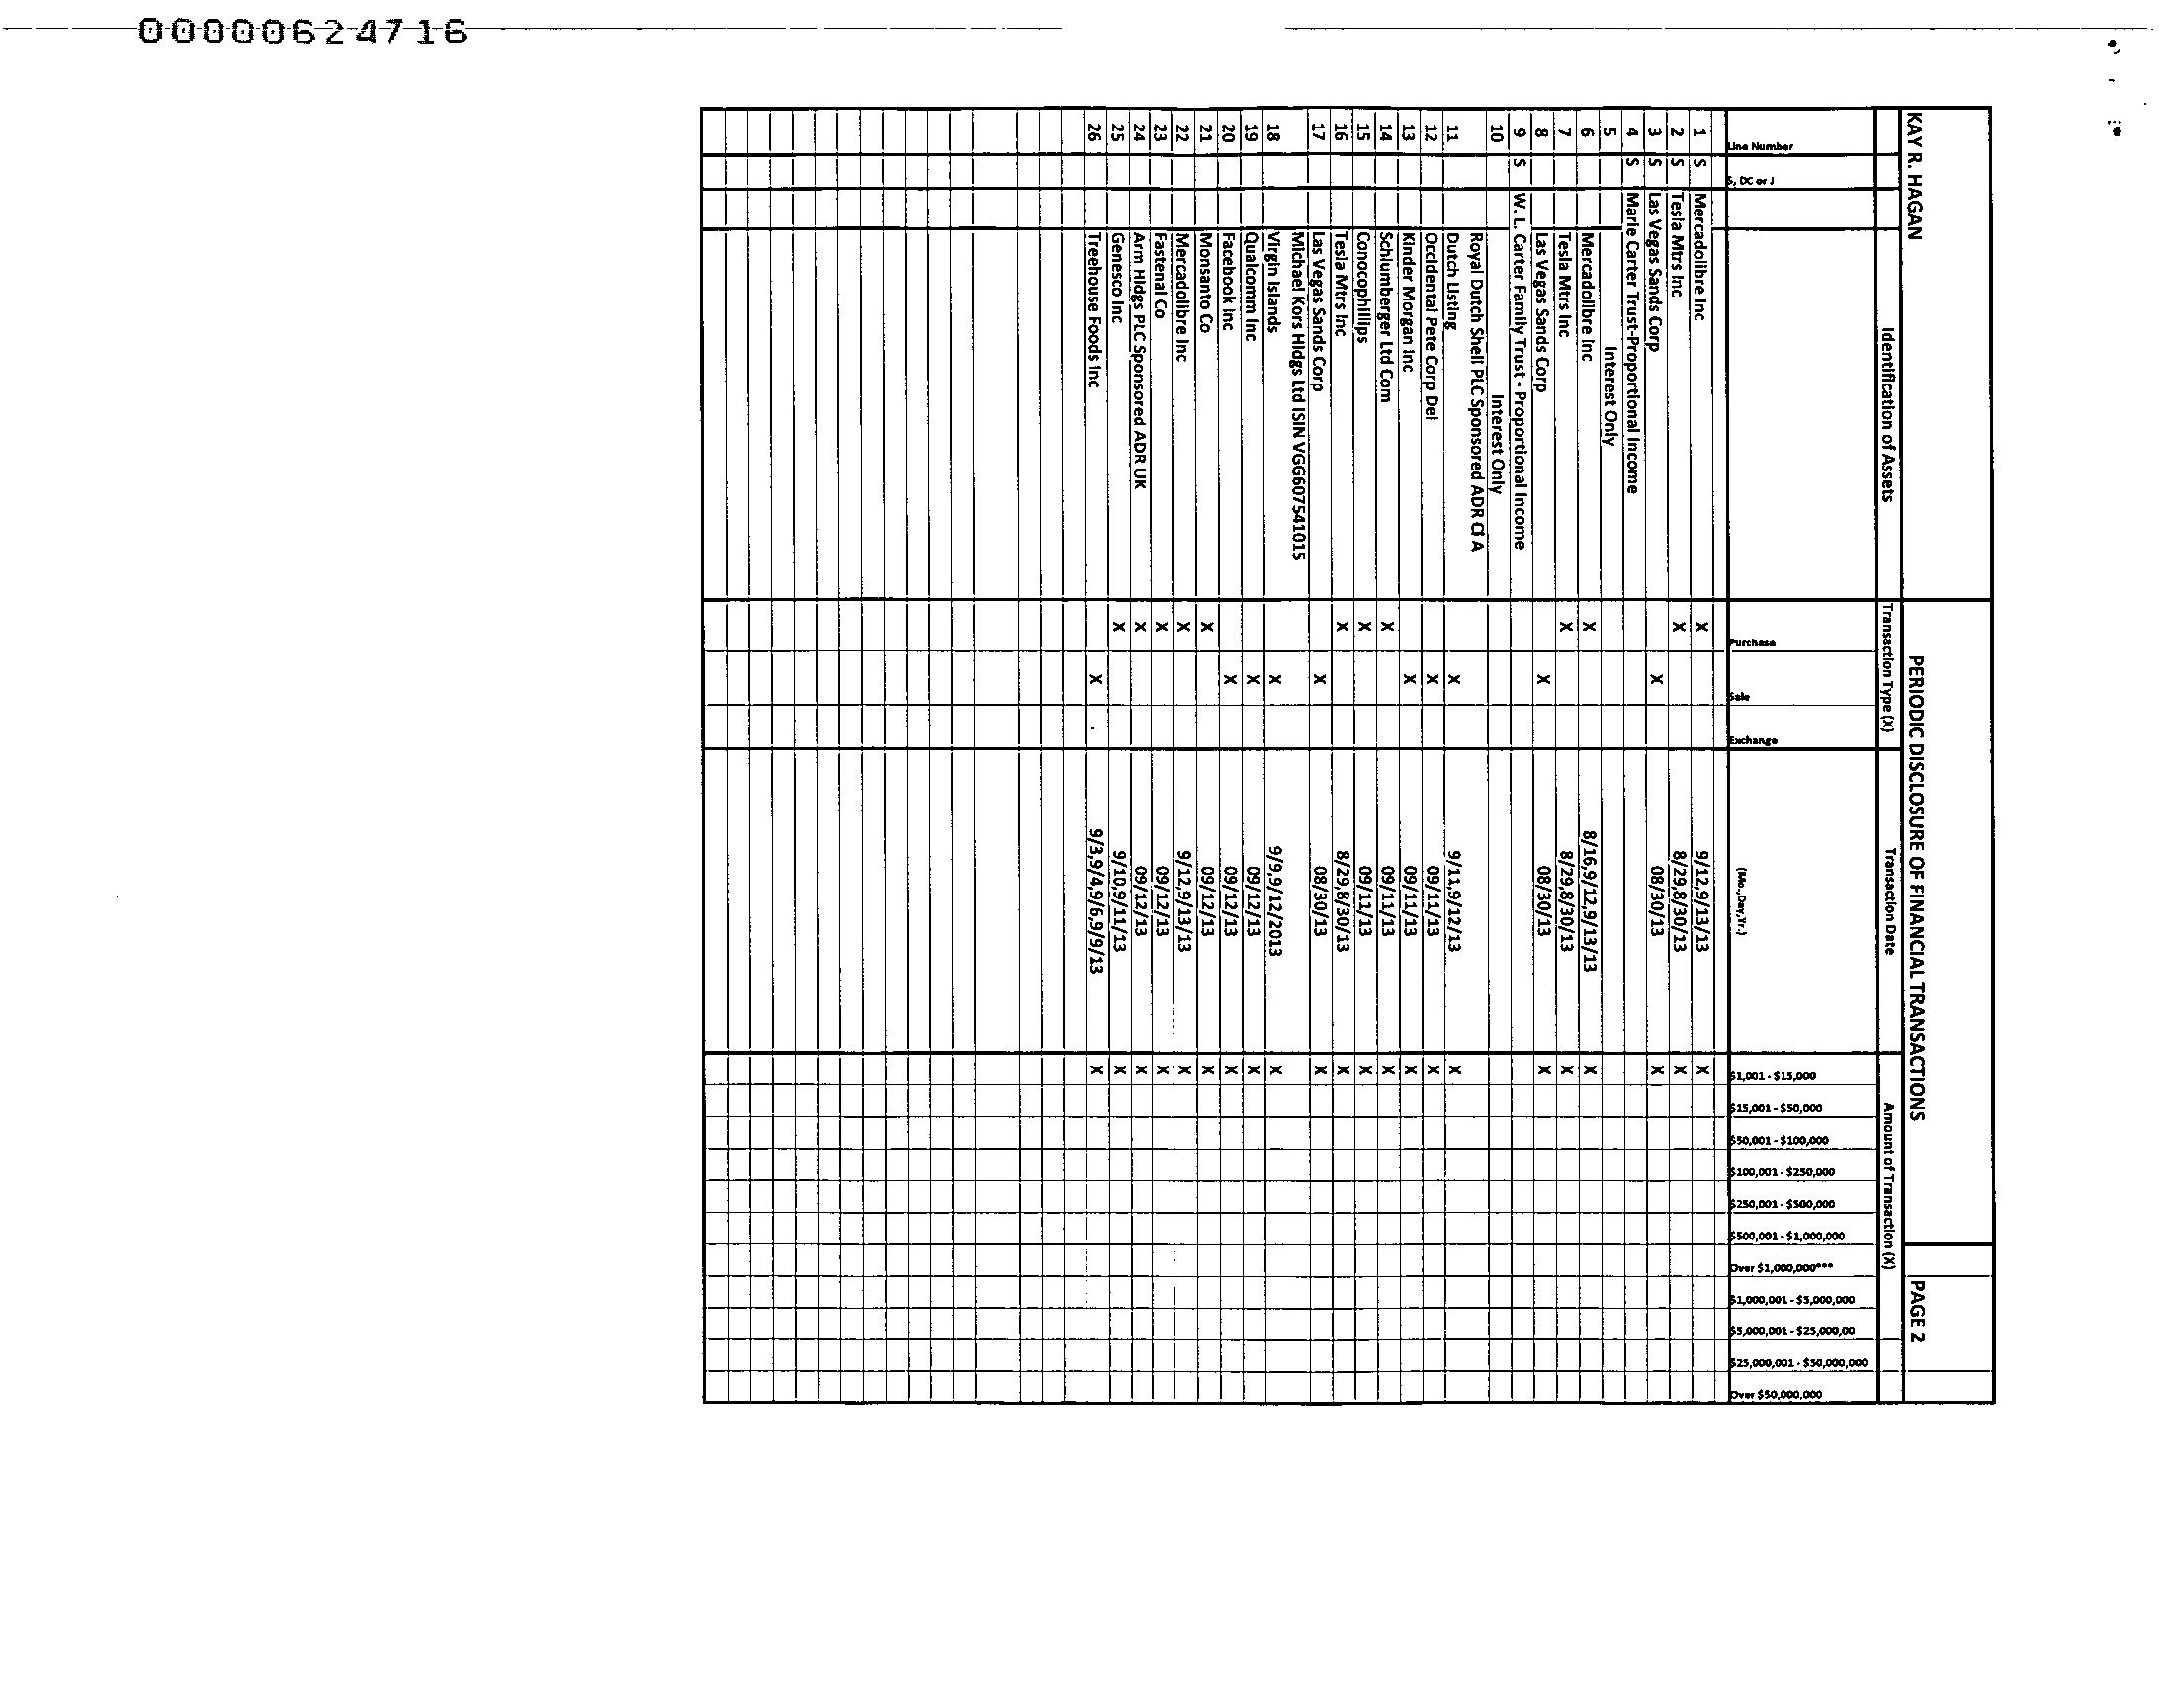 00000624716
KAY R. HAGAN PERIODIC DISCLOSURE OF FINANCIAL TRANSACTIONS PAGE 2
Identification of Assets Transaction Type (X) Transaction Date Amount of Transaction (X)
Line Number S, DC or J Purchase Sale Exchange (Mo.,Day,Yr.) $1,001 - $15,000 $15,001 - $50,000 $50,001 - $100,000 $100,001 - $250,000 $250,001 - $500,000 $500,001 - $1,000,000 Over $1,000,000*** $1,000,001 - $5,000,000 $5,000,001 - $25,000,00 $25,000,001 - $50,000,000 Over $50,000,000
1 S Mercadolibre Inc X 9/12,9/13/13 X
2 S Tesla Mtrs Inc X 8/29,8/30/13 X
3 S Las Vegas Sands Corp X 08/30/13 X
4 S Marie Carter Trust-Proportional Income
5 Interest Only
6 Mercadolibre Inc X 8/16,9/12,9/13/13 X
7 Tesla Mtrs Inc X 8/29,8/30/13 X
8 Las Vegas Sands Corp X 08/30/13 X
9 S W. L. Carter Family Trust - Proportional Income
10 Interest Only
Royal Dutch Shell PLC Sponsored ADR Cl A
11 Dutch Listing X 9/11,9/12/13 X
12 Occidental Pete Corp Del X 09/11/13 X
13 Kinder Morgan Inc X 09/11/13 X
14 Schlumberger Ltd Com X 09/11/13 X
15 Conocophillips X 09/11/13 X
16 Tesla Mtrs Inc X 8/29,8/30/13 X
17 Las Vegas Sands Corp X 08/30/13 X
Michael Kors Hldgs Ltd ISIN VGG607541015
18 Virgin Islands X 9/9,9/12/2013 X
19 Qualcomm Inc X 09/12/13 X
20 Facebook Inc X 09/12/13 X
21 Monsanto Co X 09/12/13 X
22 Mercadolibre Inc X 9/12,9/13/13 X
23 Fastenal Co X 09/12/13 X
24 Arm Hldgs PLC Sponsored ADR UK X 09/12/13 X
25 Genesco Inc X 9/10,9/11/13 X
26 Treehouse Foods Inc X 9/3,9/4,9/6,9/9/13 X